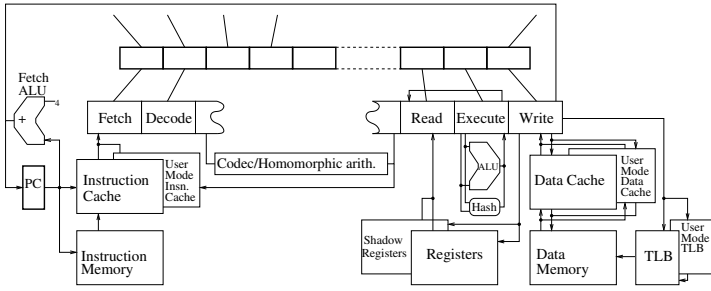 Fetch
ALU
4
+
Fetch
Decode
Read
Execute
Write
Codec/Homomorphic arith.
ALU
Hash
PC
Instruction
Cache
User
Mode
Insn.
Cache
Data Cache
User
Mode
Data
Cache
Instruction
Memory
Shadow
Registers
Registers
Data
Memory
TLB
User
Mode
TLB